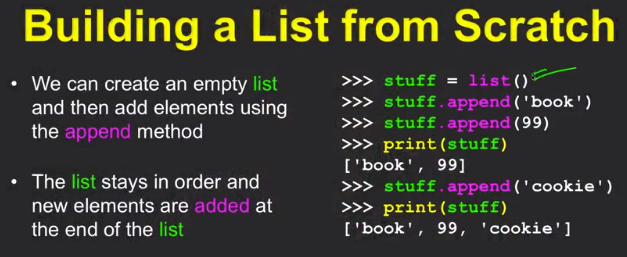 Building a List from Scratch
• We can create an empty list
and then add elements using
the append method
• The list stays in order and
new elements are added at
the end of the list
>>> stuff = list()
>>> stuff.append('book')
>>> stuff.append(99)
>>> print(stuff)
['book', 99]
>>> stuff.append('cookie')
>>> print(stuff)
['book', 99, 'cookie']